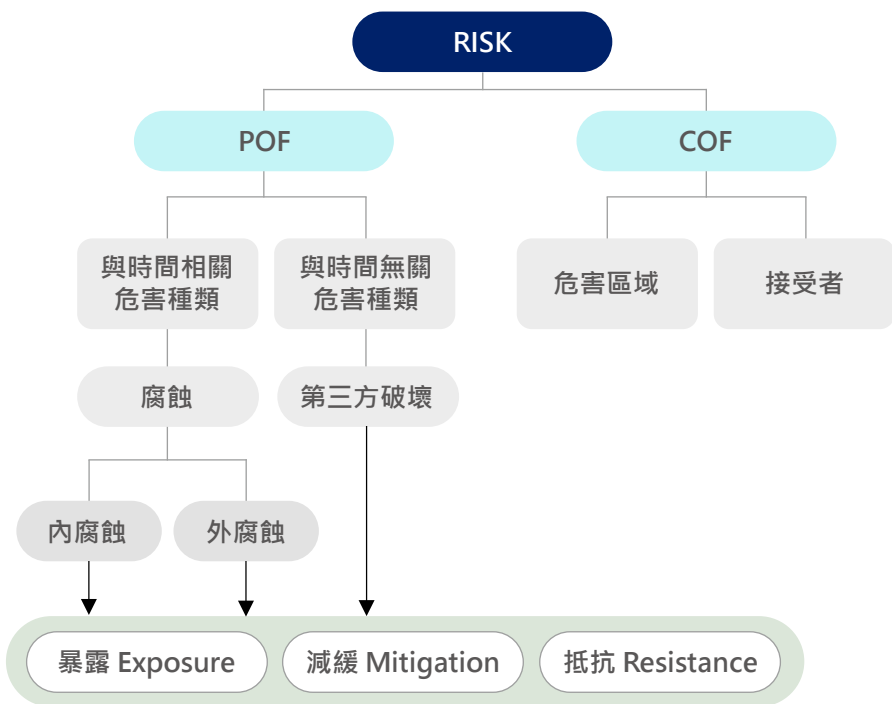 RISK
POF
COF
與時間相關
危害種類
與時間無關
危害種類
危害區域
接受者
腐蝕
第三方破壞
內腐蝕
外腐蝕
暴露 Exposure
減緩 Mitigation
抵抗 Resistance